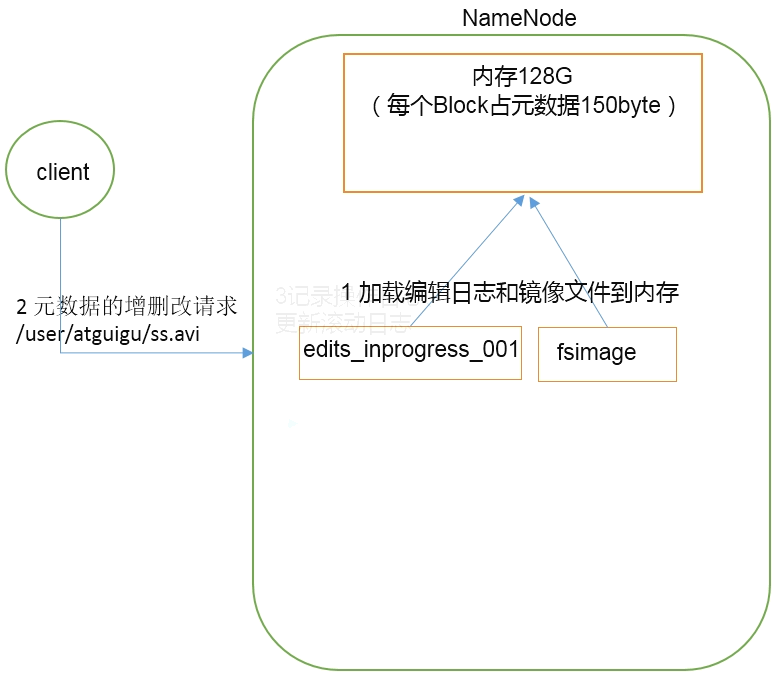 NameNode
内存128G
（每个Block占元数据150byte）
client
2 元数据的增删改请求
/user/atguigu/ss.avi
1 加载编辑日志和镜像文件到内存
3记录操
更新滚动日志
edits_inprogress_001
fsimage